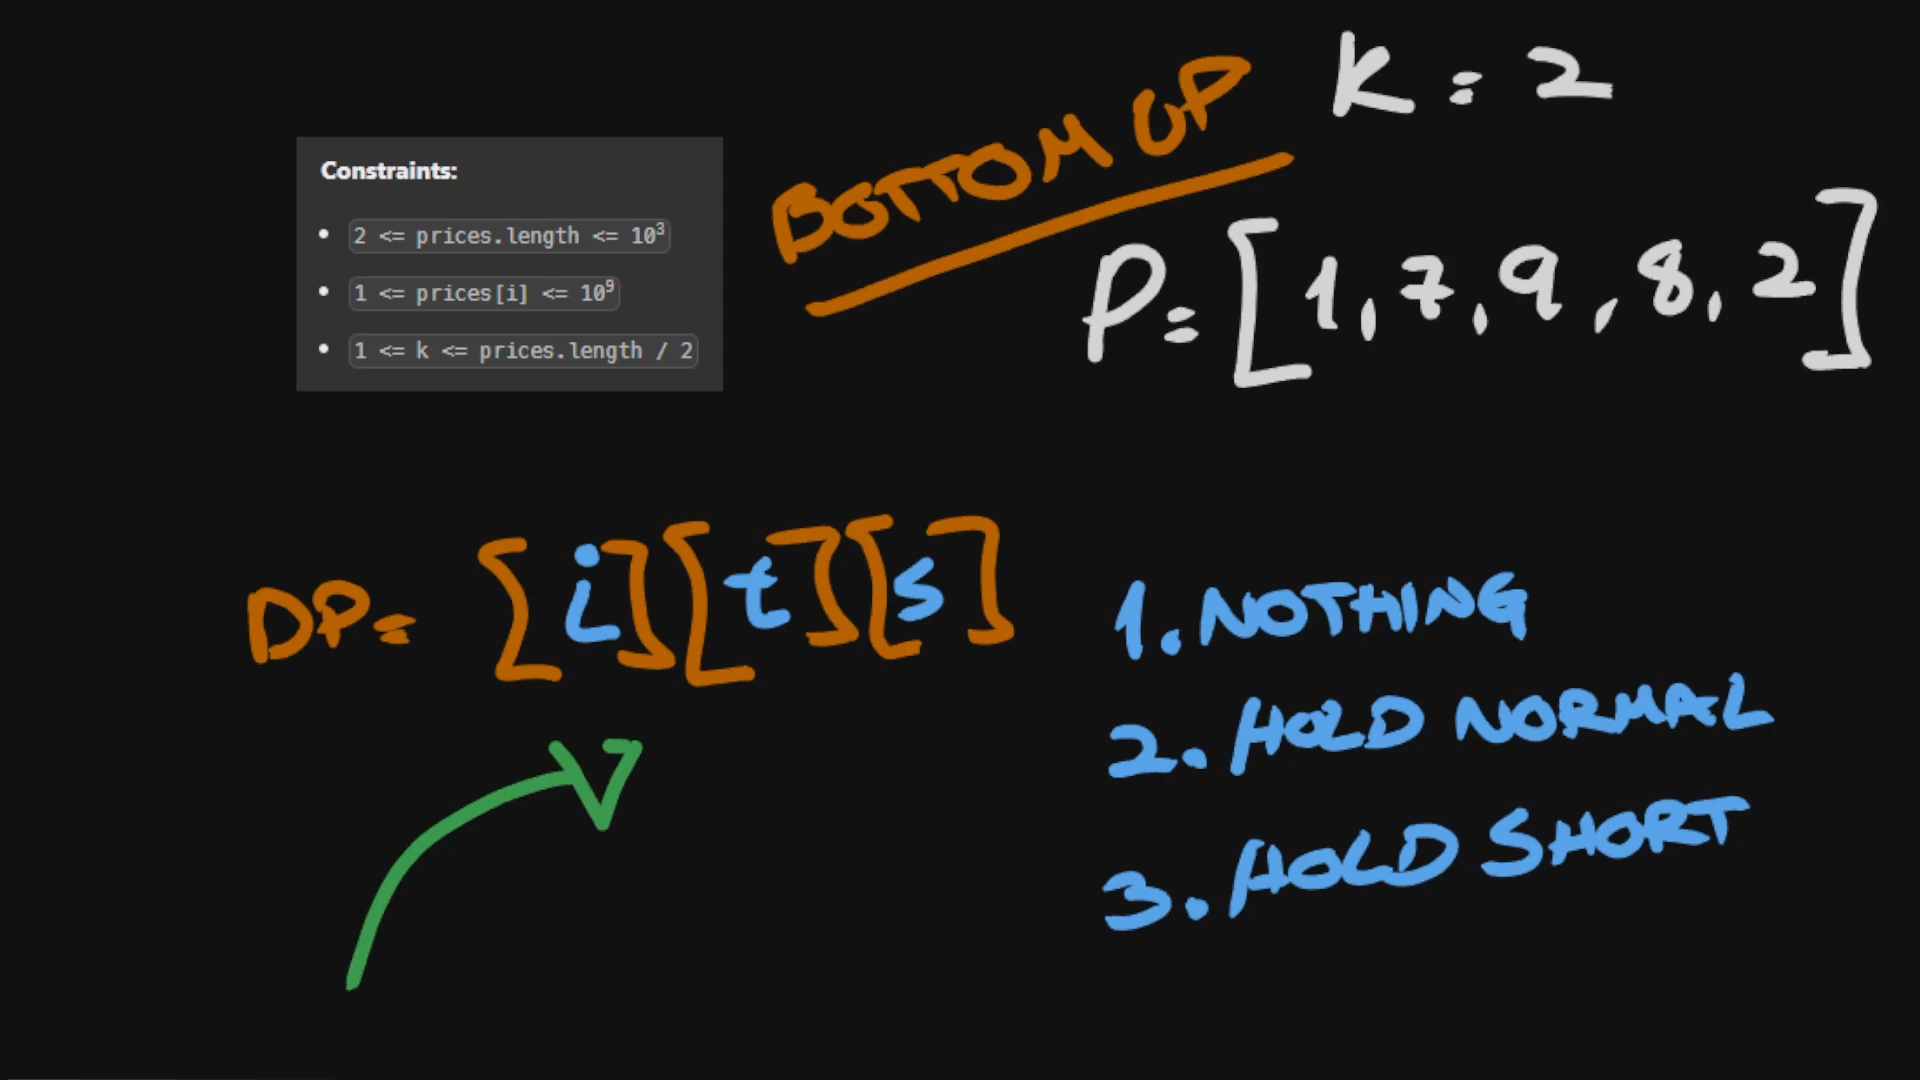 K = 2
BOTTOM UP
Constraints:
• 2 <= prices.length <= 10³
• 1 <= prices[i] <= 10⁹
• 1 <= k <= prices.length / 2
P = [1, 7, 9, 8, 2]
DP = [i][t][s]
1. NOTHING
2. HOLD NORMAL
3. HOLD SHORT